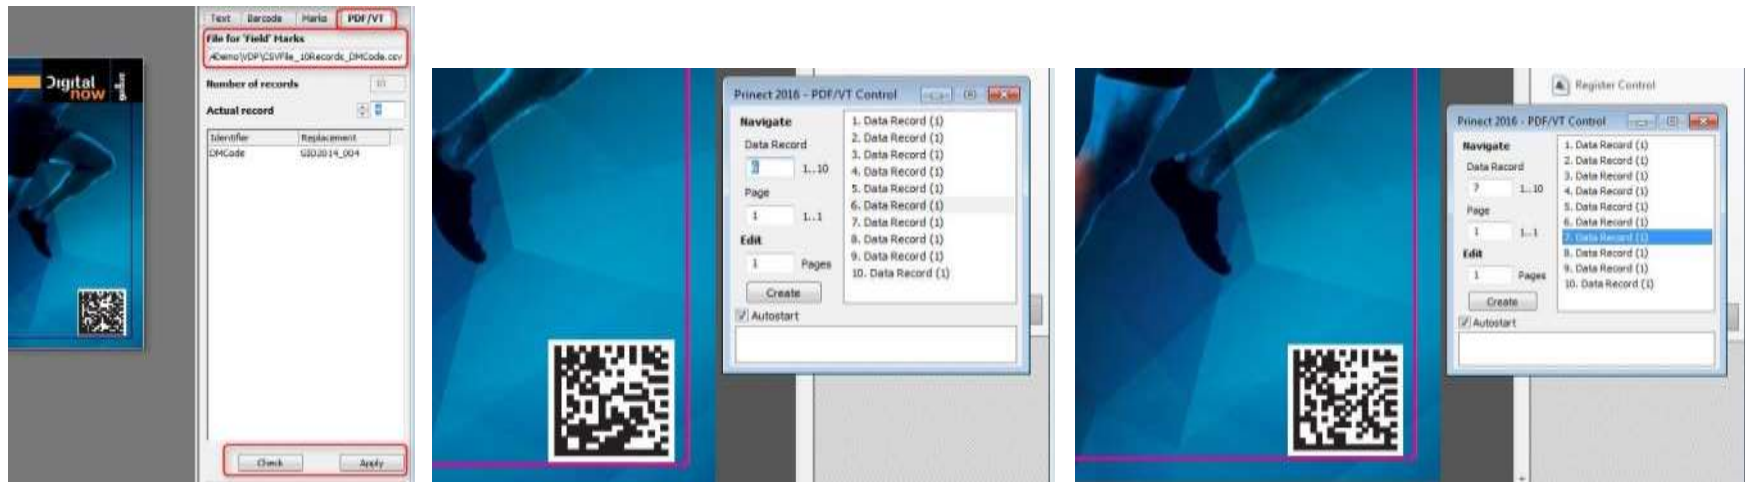 Text Barcode Marks PDF/VT
File for 'Field' Marks
Number of records
10
Actual record
Identifier Replacement
DMCode GID2014_004
Check Apply
Digital
now
Prinect 2016 - PDF/VT Control
Navigate
Data Record
1..10
Page
1 1..1
Edit
1 Pages
Create
Autostart
1. Data Record (1)
2. Data Record (1)
3. Data Record (1)
4. Data Record (1)
5. Data Record (1)
6. Data Record (1)
7. Data Record (1)
8. Data Record (1)
9. Data Record (1)
10. Data Record (1)
Register Control
Prinect 2016 - PDF/VT Control
Navigate
Data Record
7 1..10
Page
1 1..1
Edit
1 Pages
Create
Autostart
1. Data Record (1)
2. Data Record (1)
3. Data Record (1)
4. Data Record (1)
5. Data Record (1)
6. Data Record (1)
7. Data Record (1)
8. Data Record (1)
9. Data Record (1)
10. Data Record (1)